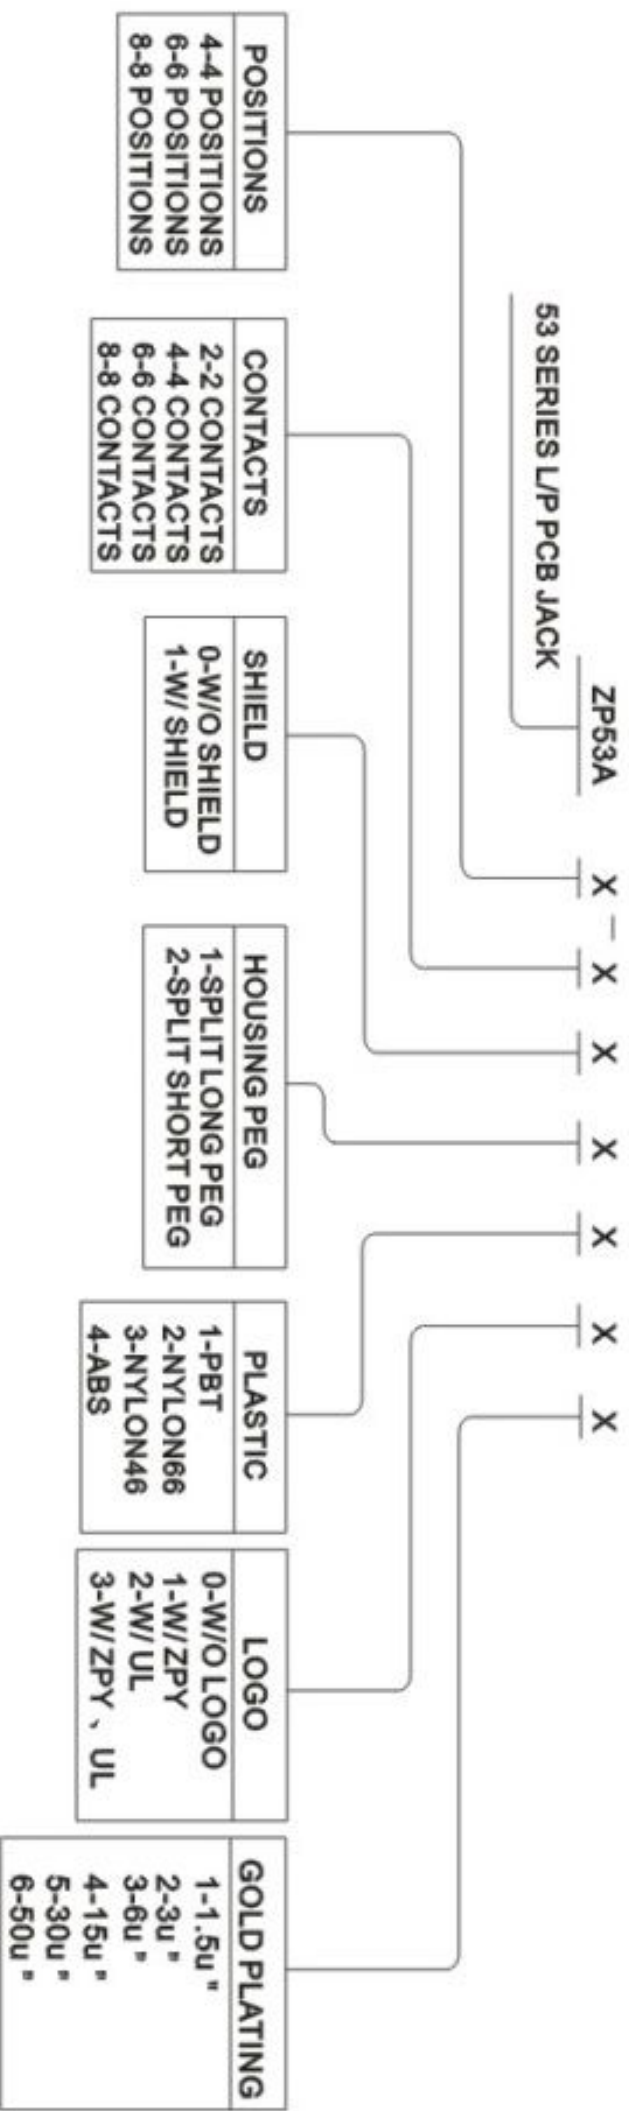 ZP53A X - X X X X X X
53 SERIES L/P PCB JACK
POSITIONS
4-4 POSITIONS
6-6 POSITIONS
8-8 POSITIONS
CONTACTS
2-2 CONTACTS
4-4 CONTACTS
6-6 CONTACTS
8-8 CONTACTS
SHIELD
0-W/O SHIELD
1-W/ SHIELD
HOUSING PEG
1-SPLIT LONG PEG
2-SPLIT SHORT PEG
PLASTIC
1-PBT
2-NYLON66
3-NYLON46
4-ABS
LOGO
0-W/O LOGO
1-W/ZPY
2-W/ UL
3-W/ZPY、UL
GOLD PLATING
1-1.5u"
2-3u"
3-6u"
4-15u"
5-30u"
6-50u"